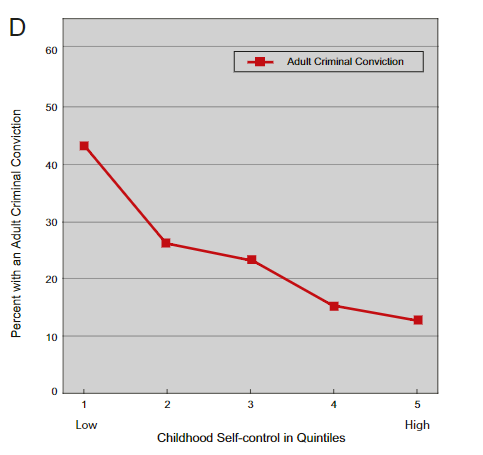 D
Adult Criminal Conviction
Percent with an Adult Criminal Conviction
60
50
40
30
20
10
0
1 2 3 4 5
Low High
Childhood Self-control in Quintiles